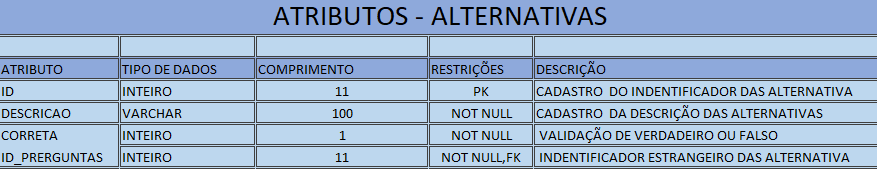 ATRIBUTOS - ALTERNATIVAS
ATRIBUTO TIPO DE DADOS COMPRIMENTO RESTRIÇÕES DESCRIÇÃO
ID INTEIRO 11 PK CADASTRO DO INDENTIFICADOR DAS ALTERNATIVA
DESCRICAO VARCHAR 100 NOT NULL CADASTRO DA DESCRIÇÃO DAS ALTERNATIVAS
CORRETA INTEIRO 1 NOT NULL VALIDAÇÃO DE VERDADEIRO OU FALSO
ID_PRERGUNTAS INTEIRO 11 NOT NULL,FK INDENTIFICADOR ESTRANGEIRO DAS ALTERNATIVA